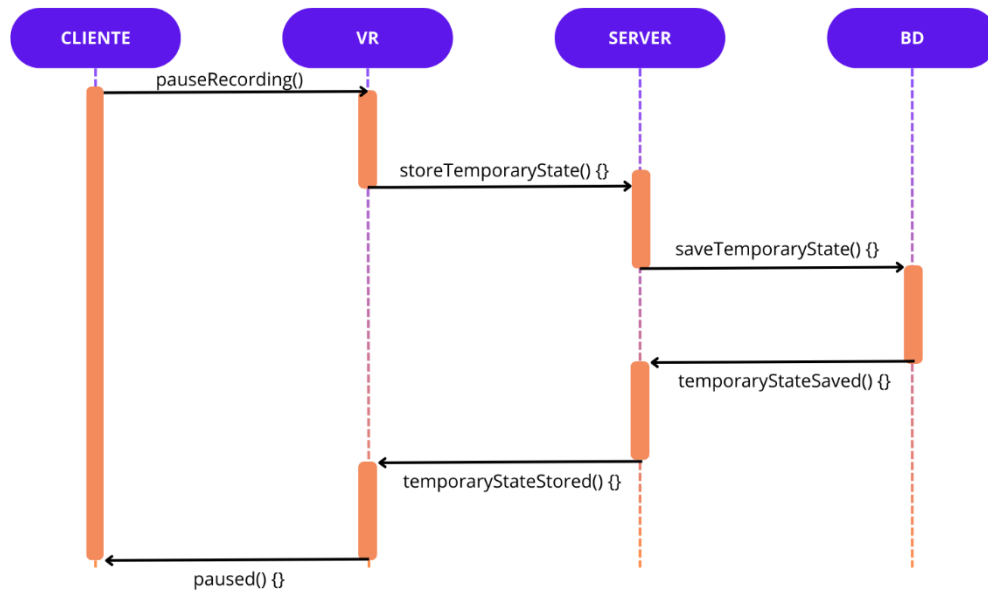 CLIENTE
VR
SERVER
BD
pauseRecording()
storeTemporaryState() {}
saveTemporaryState() {}
temporaryStateSaved() {}
temporaryStateStored() {}
paused() {}